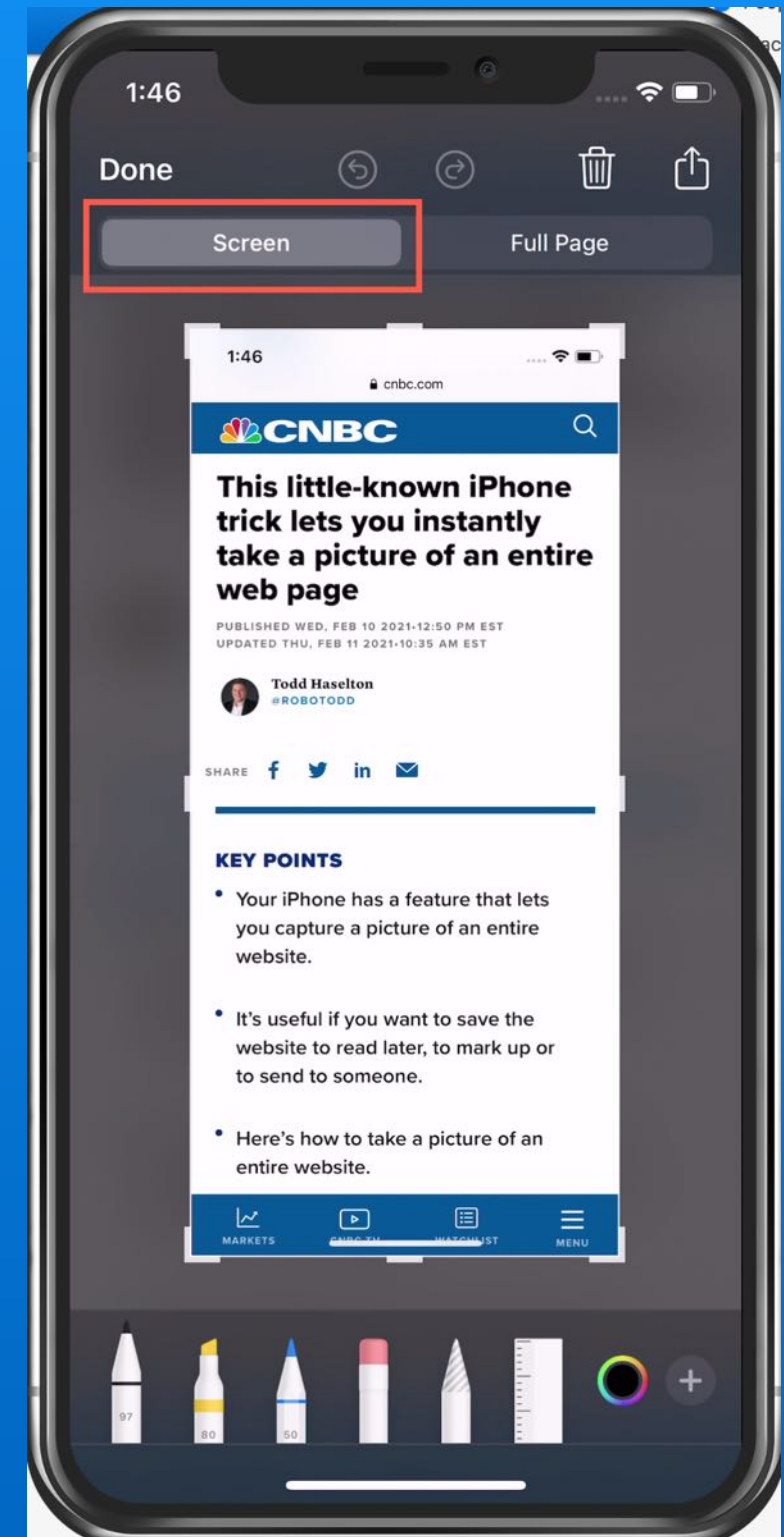 1:46
Done
Screen
Full Page
1:46
cnbc.com
CNBC
This little-known iPhone
trick lets you instantly
take a picture of an entire
web page
PUBLISHED WED, FEB 10 2021•12:50 PM EST
UPDATED THU, FEB 11 2021•10:35 AM EST
Todd Haselton
@ROBOTODD
SHARE
KEY POINTS
• Your iPhone has a feature that lets
you capture a picture of an entire
website.
• It's useful if you want to save the
website to read later, to mark up or
to send to someone.
• Here's how to take a picture of an
entire website.
MARKETS CNBC TV WATCHLIST MENU
97 80 50